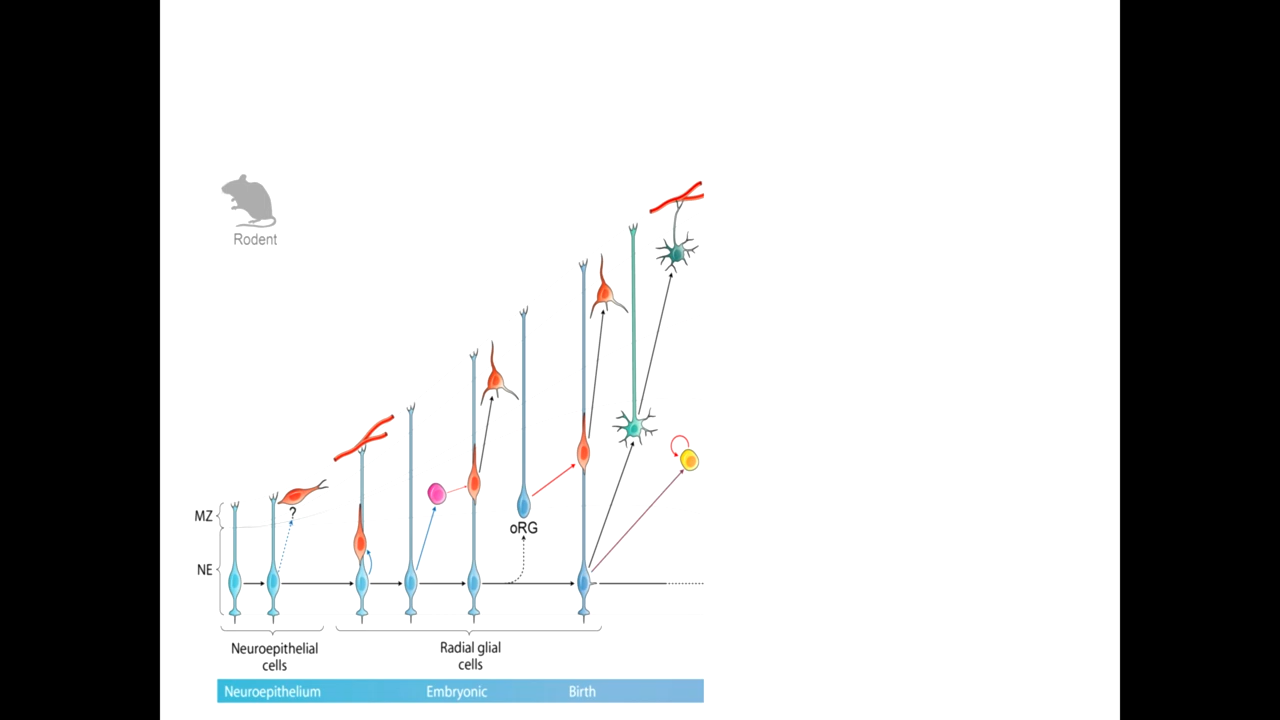 Rodent
MZ
?
oRG
NE
Neuroepithelial
cells
Radial glial
cells
Neuroepithelium
Embryonic
Birth